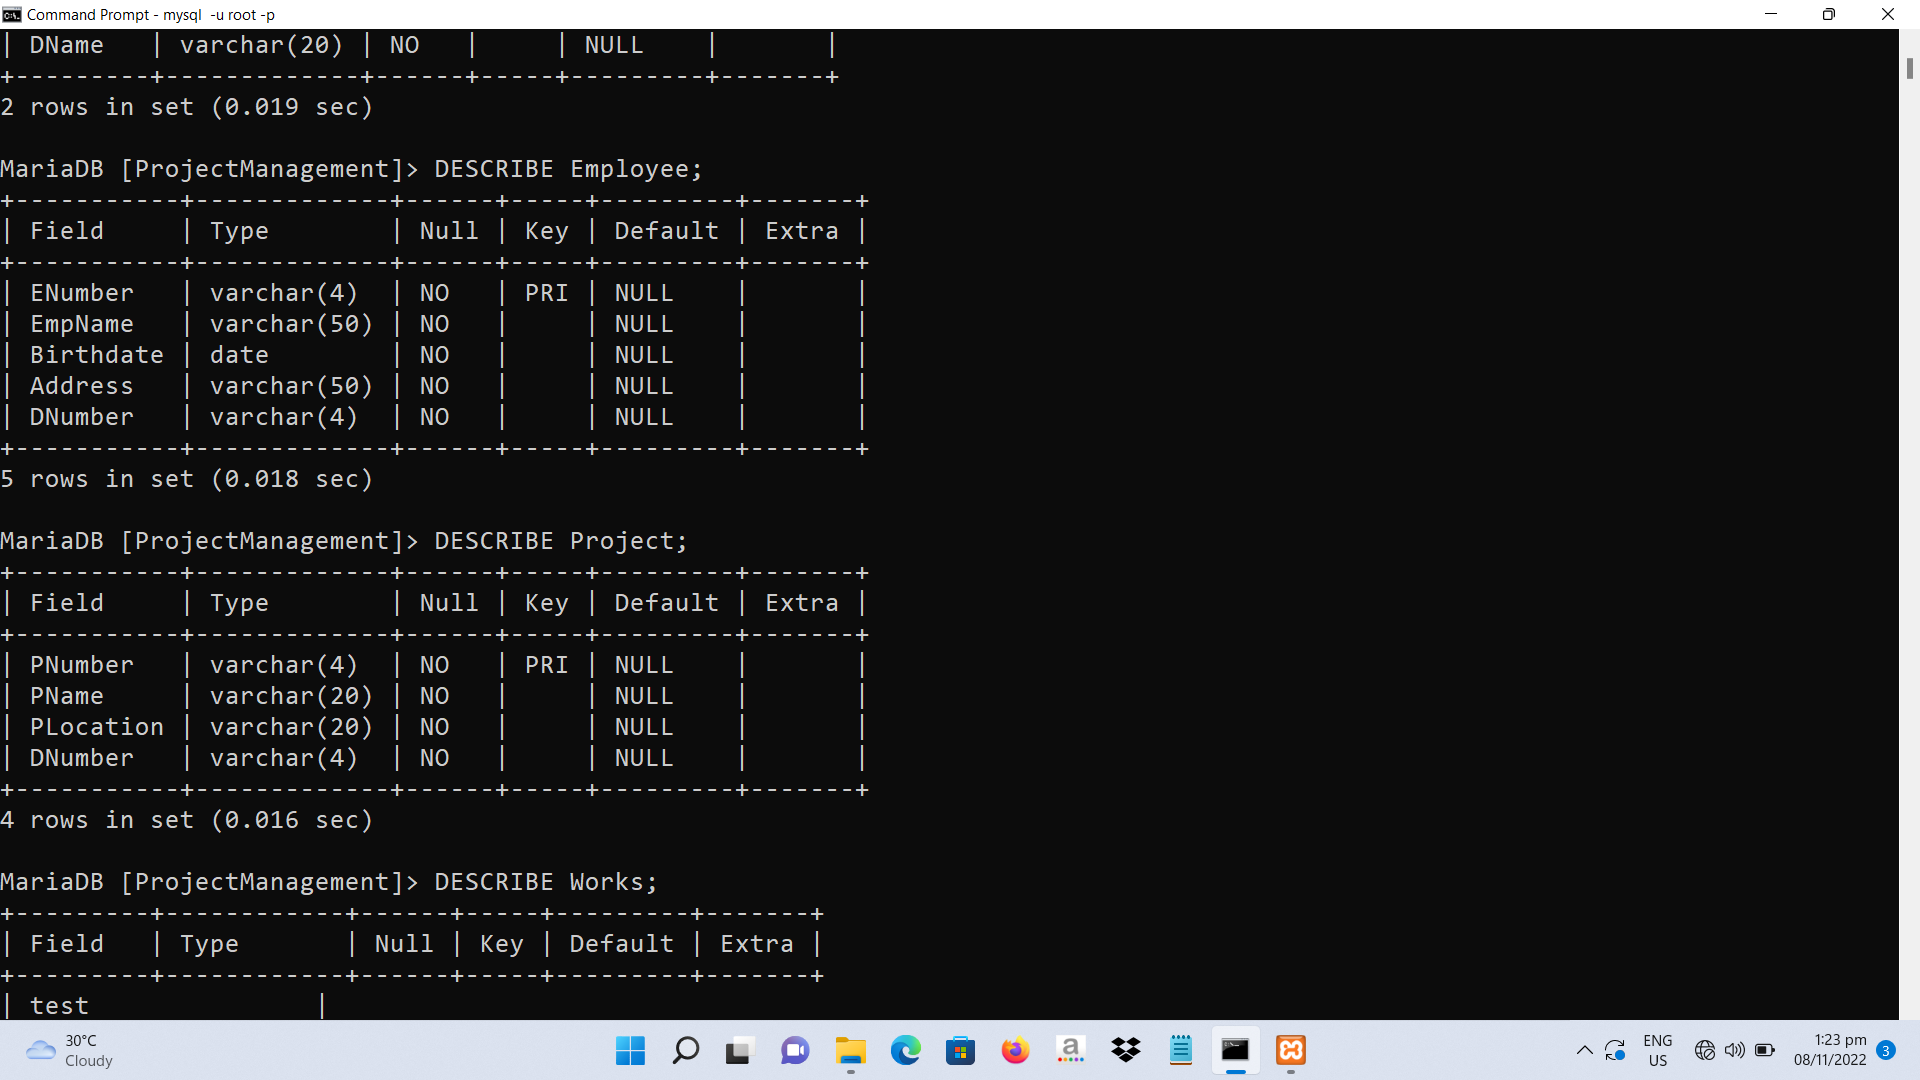 Command Prompt - mysql  -u root -p
| DName   | varchar(20) | NO   |     | NULL    |       |
+---------+-------------+------+-----+---------+-------+
2 rows in set (0.019 sec)
MariaDB [ProjectManagement]> DESCRIBE Employee;
+-----------+-------------+------+-----+---------+-------+
| Field     | Type        | Null | Key | Default | Extra |
+-----------+-------------+------+-----+---------+-------+
| ENumber   | varchar(4)  | NO   | PRI | NULL    |       |
| EmpName   | varchar(50) | NO   |     | NULL    |       |
| Birthdate | date        | NO   |     | NULL    |       |
| Address   | varchar(50) | NO   |     | NULL    |       |
| DNumber   | varchar(4)  | NO   |     | NULL    |       |
+-----------+-------------+------+-----+---------+-------+
5 rows in set (0.018 sec)
MariaDB [ProjectManagement]> DESCRIBE Project;
+-----------+-------------+------+-----+---------+-------+
| Field     | Type        | Null | Key | Default | Extra |
+-----------+-------------+------+-----+---------+-------+
| PNumber   | varchar(4)  | NO   | PRI | NULL    |       |
| PName     | varchar(20) | NO   |     | NULL    |       |
| PLocation | varchar(20) | NO   |     | NULL    |       |
| DNumber   | varchar(4)  | NO   |     | NULL    |       |
+-----------+-------------+------+-----+---------+-------+
4 rows in set (0.016 sec)
MariaDB [ProjectManagement]> DESCRIBE Works;
+---------+------------+------+-----+---------+-------+
| Field   | Type       | Null | Key | Default | Extra |
+---------+------------+------+-----+---------+-------+
| test               |
30°C
Cloudy
ENG
US
1:23 pm
08/11/2022
3